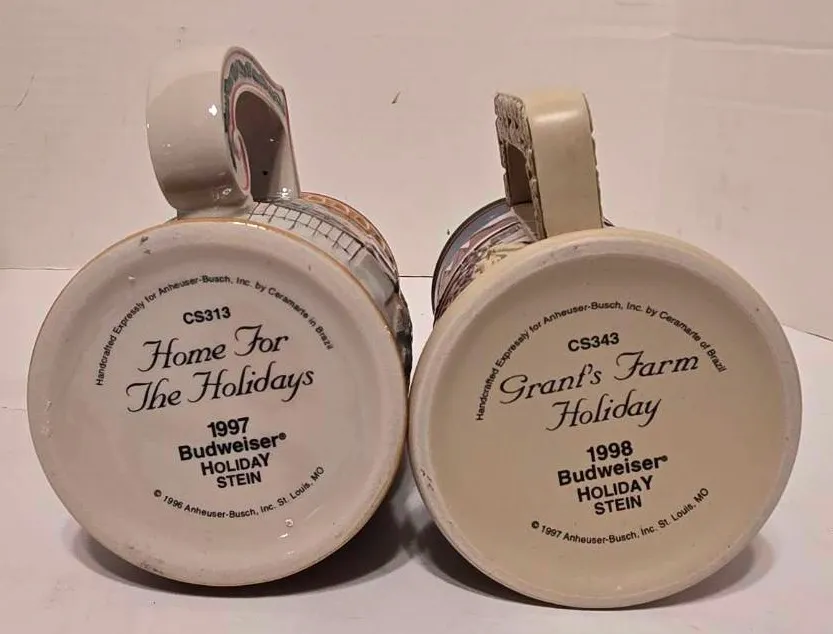 Handcrafted Expressly for Anheuser-Busch, Inc. by Ceramarte in Brazil
CS313
Home For
The Holidays
1997
Budweiser®
HOLIDAY
STEIN
© 1996 Anheuser-Busch, Inc. St. Louis, MO
Handcrafted Expressly for Anheuser-Busch, Inc. by Ceramarte of Brazil
CS343
Grant's Farm
Holiday
1998
Budweiser®
HOLIDAY
STEIN
© 1997 Anheuser-Busch, Inc. St. Louis, MO